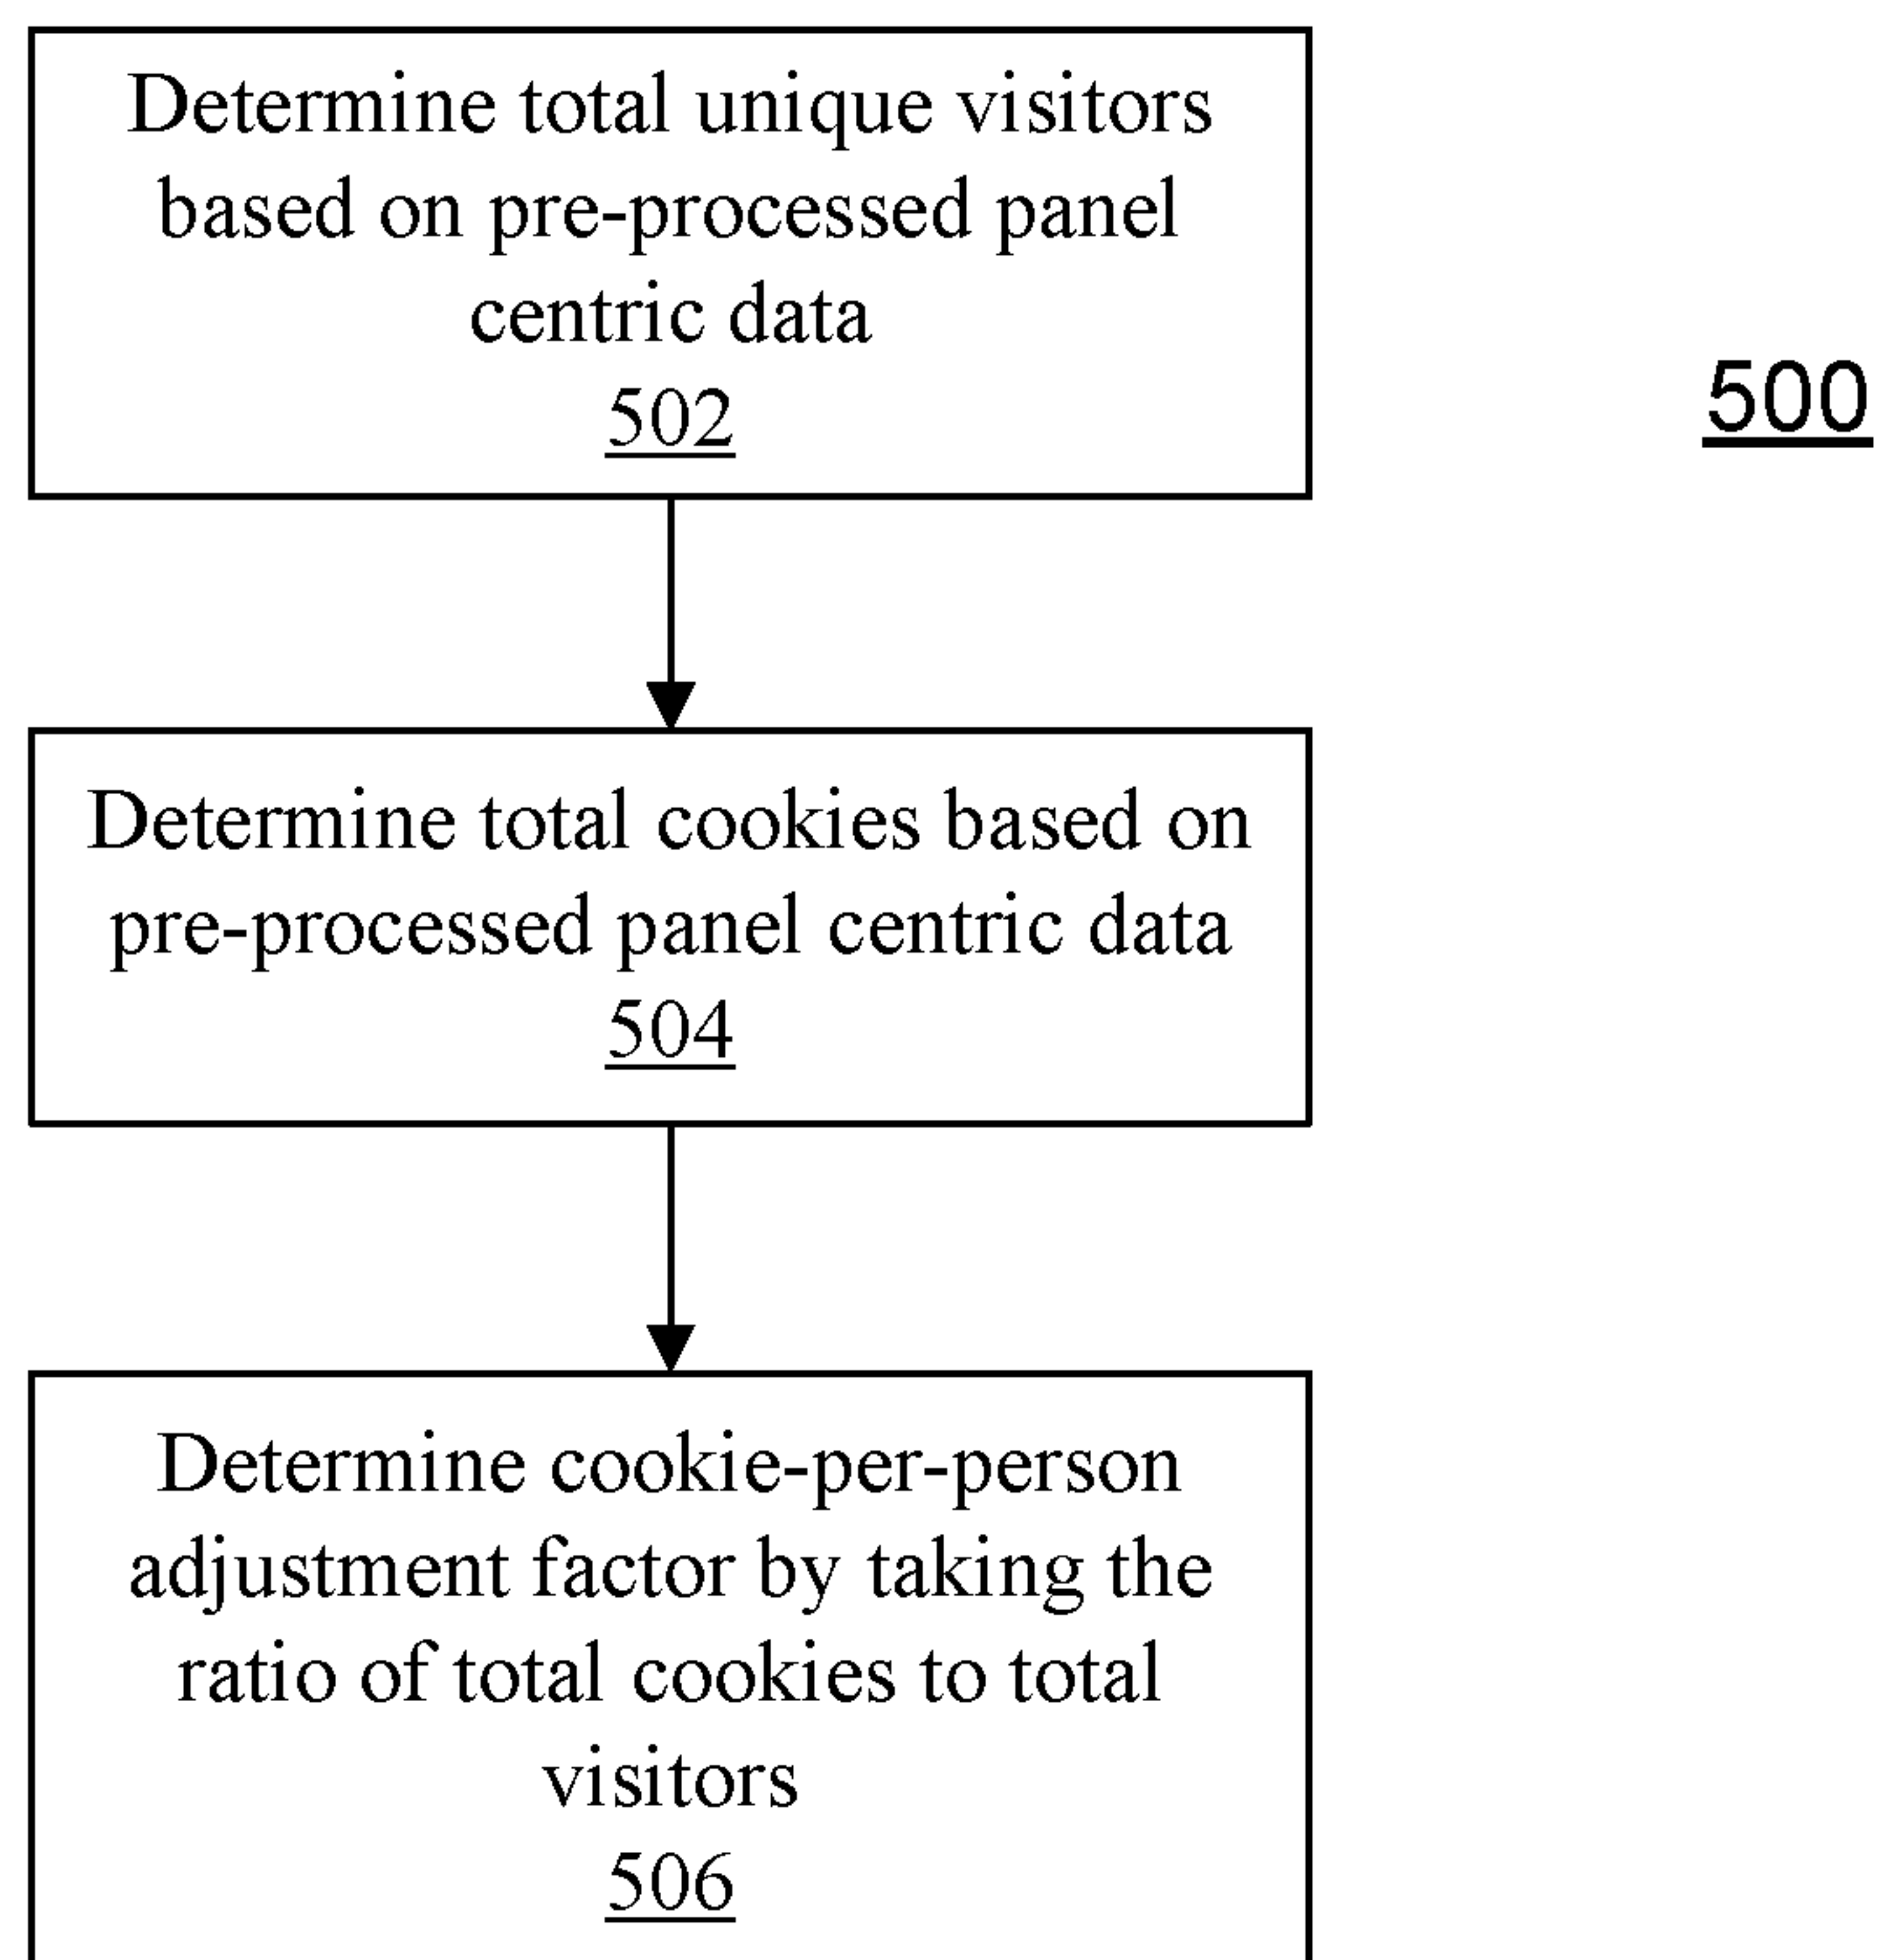 Determine total unique visitors
based on pre-processed panel
centric data
502
500
Determine total cookies based on
pre-processed panel centric data
504
Determine cookie-per-person
adjustment factor by taking the
ratio of total cookies to total
visitors
506